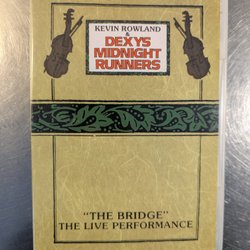 KEVIN ROWLAND
&
DEXYS
MIDNIGHT
RUNNERS
"THE BRIDGE"
THE LIVE PERFORMANCE